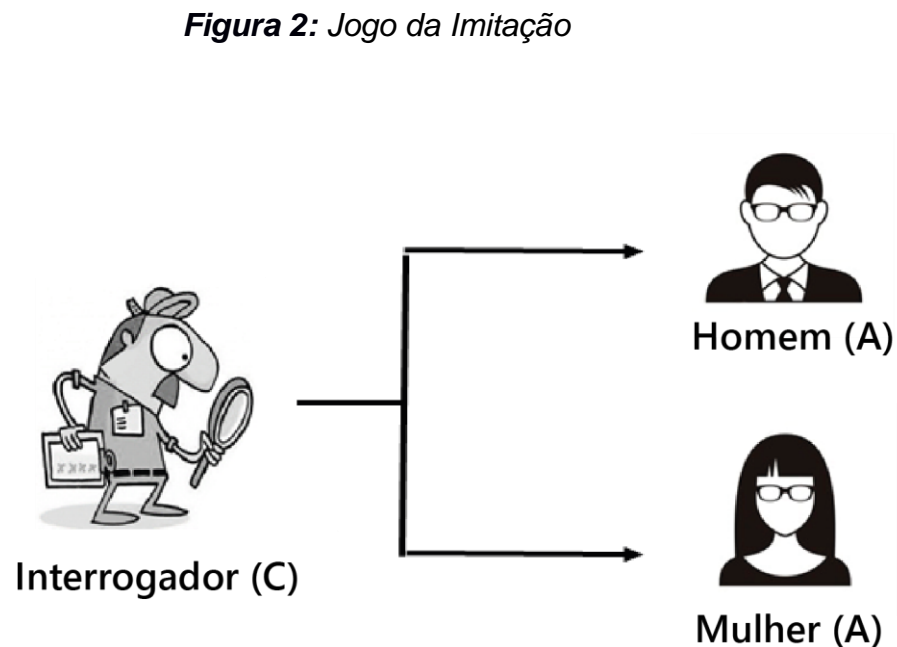 Figura 2: Jogo da Imitação
Homem (A)
Interrogador (C)
Mulher (A)